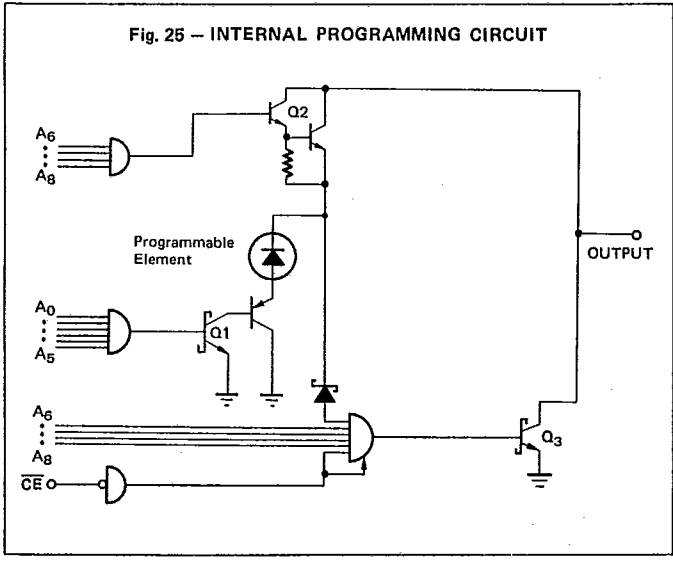 Fig. 25 – INTERNAL PROGRAMMING CIRCUIT
Q2
A6
A8
Programmable
Element
OUTPUT
A0
A5
Q1
A6
A8
Q3
CE